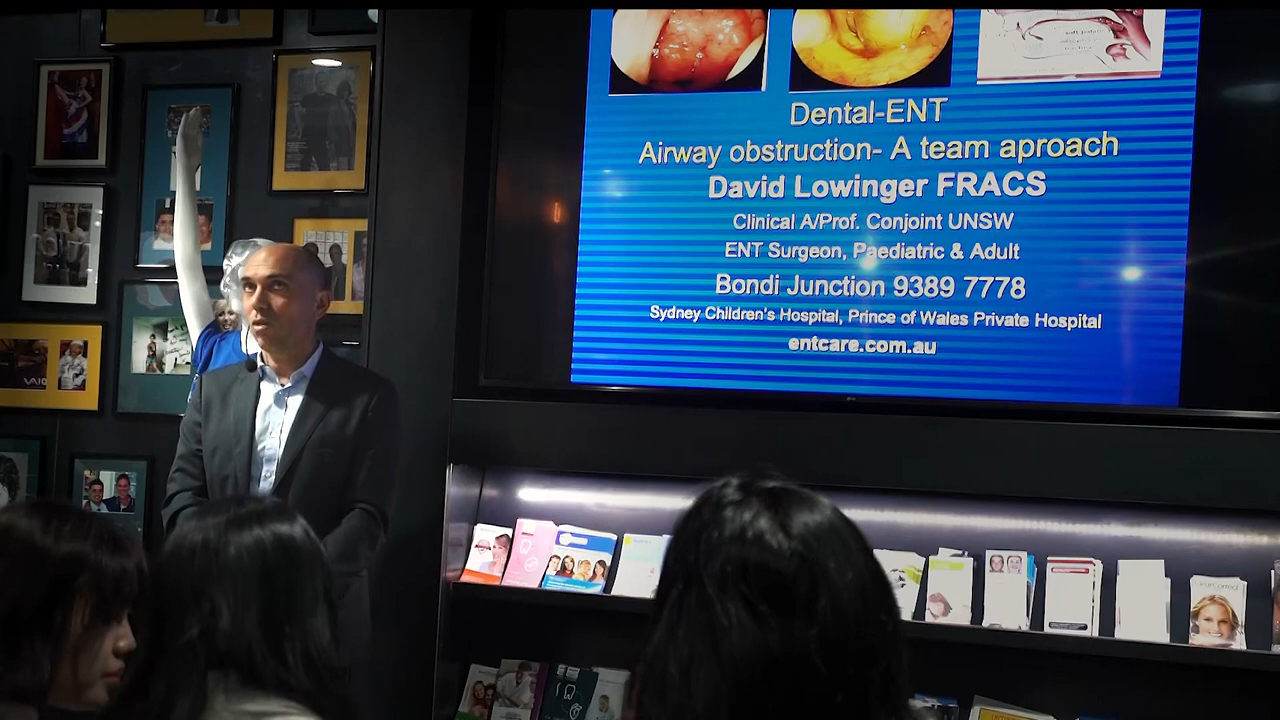 Dental-ENT
Airway obstruction- A team aproach
David Lowinger FRACS
Clinical A/Prof. Conjoint UNSW
ENT Surgeon, Paediatric & Adult
Bondi Junction 9389 7778
Sydney Children's Hospital, Prince of Wales Private Hospital
entcare.com.au